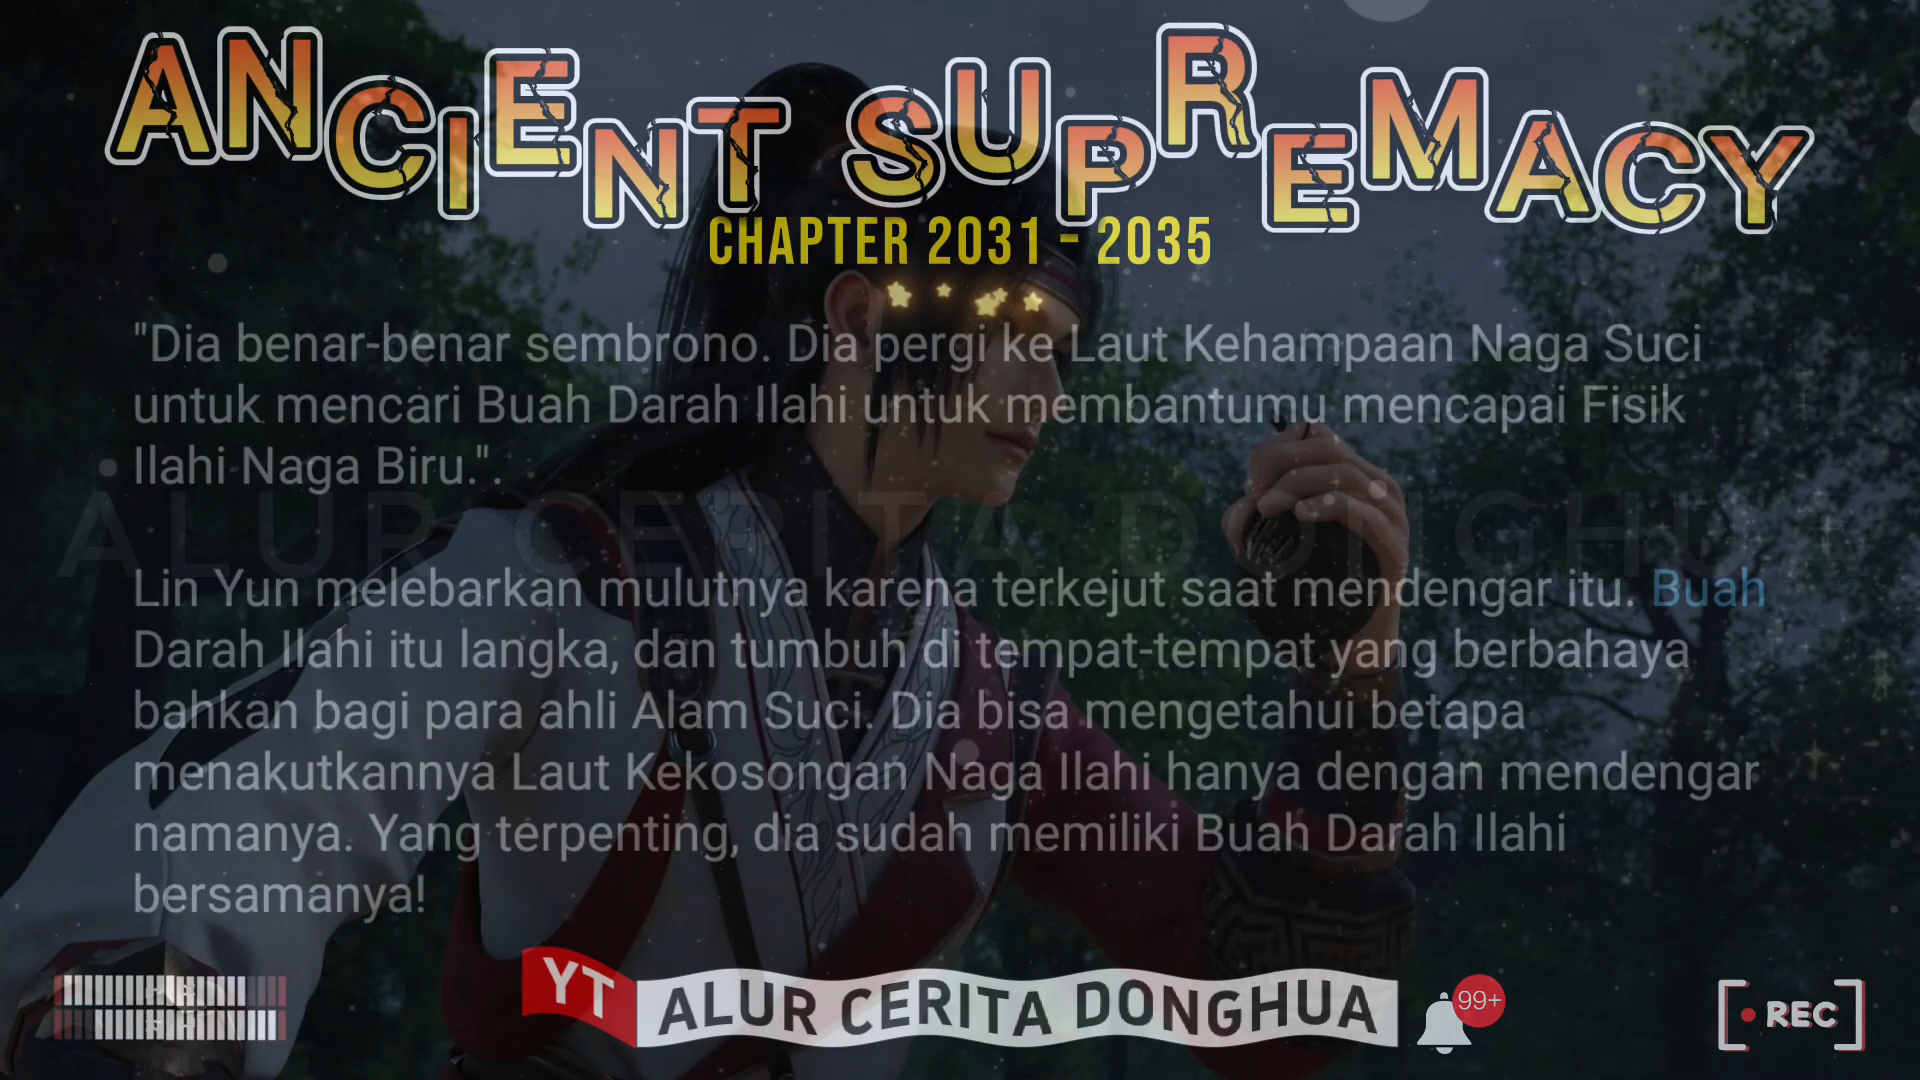 ANCIENT SUPREMACY
CHAPTER 2031 - 2035
"Dia benar-benar sembrono. Dia pergi ke Laut Kehampaan Naga Suci
untuk mencari Buah Darah Ilahi untuk membantumu mencapai Fisik
Ilahi Naga Biru.".
ALUR CERITA DONGHUA
Lin Yun melebarkan mulutnya karena terkejut saat mendengar itu. Buah
Darah Ilahi itu langka, dan tumbuh di tempat-tempat yang berbahaya
bahkan bagi para ahli Alam Suci. Dia bisa mengetahui betapa
menakutkannya Laut Kekosongan Naga Ilahi hanya dengan mendengar
namanya. Yang terpenting, dia sudah memiliki Buah Darah Ilahi
bersamanya!
YT ALUR CERITA DONGHUA
99+
REC